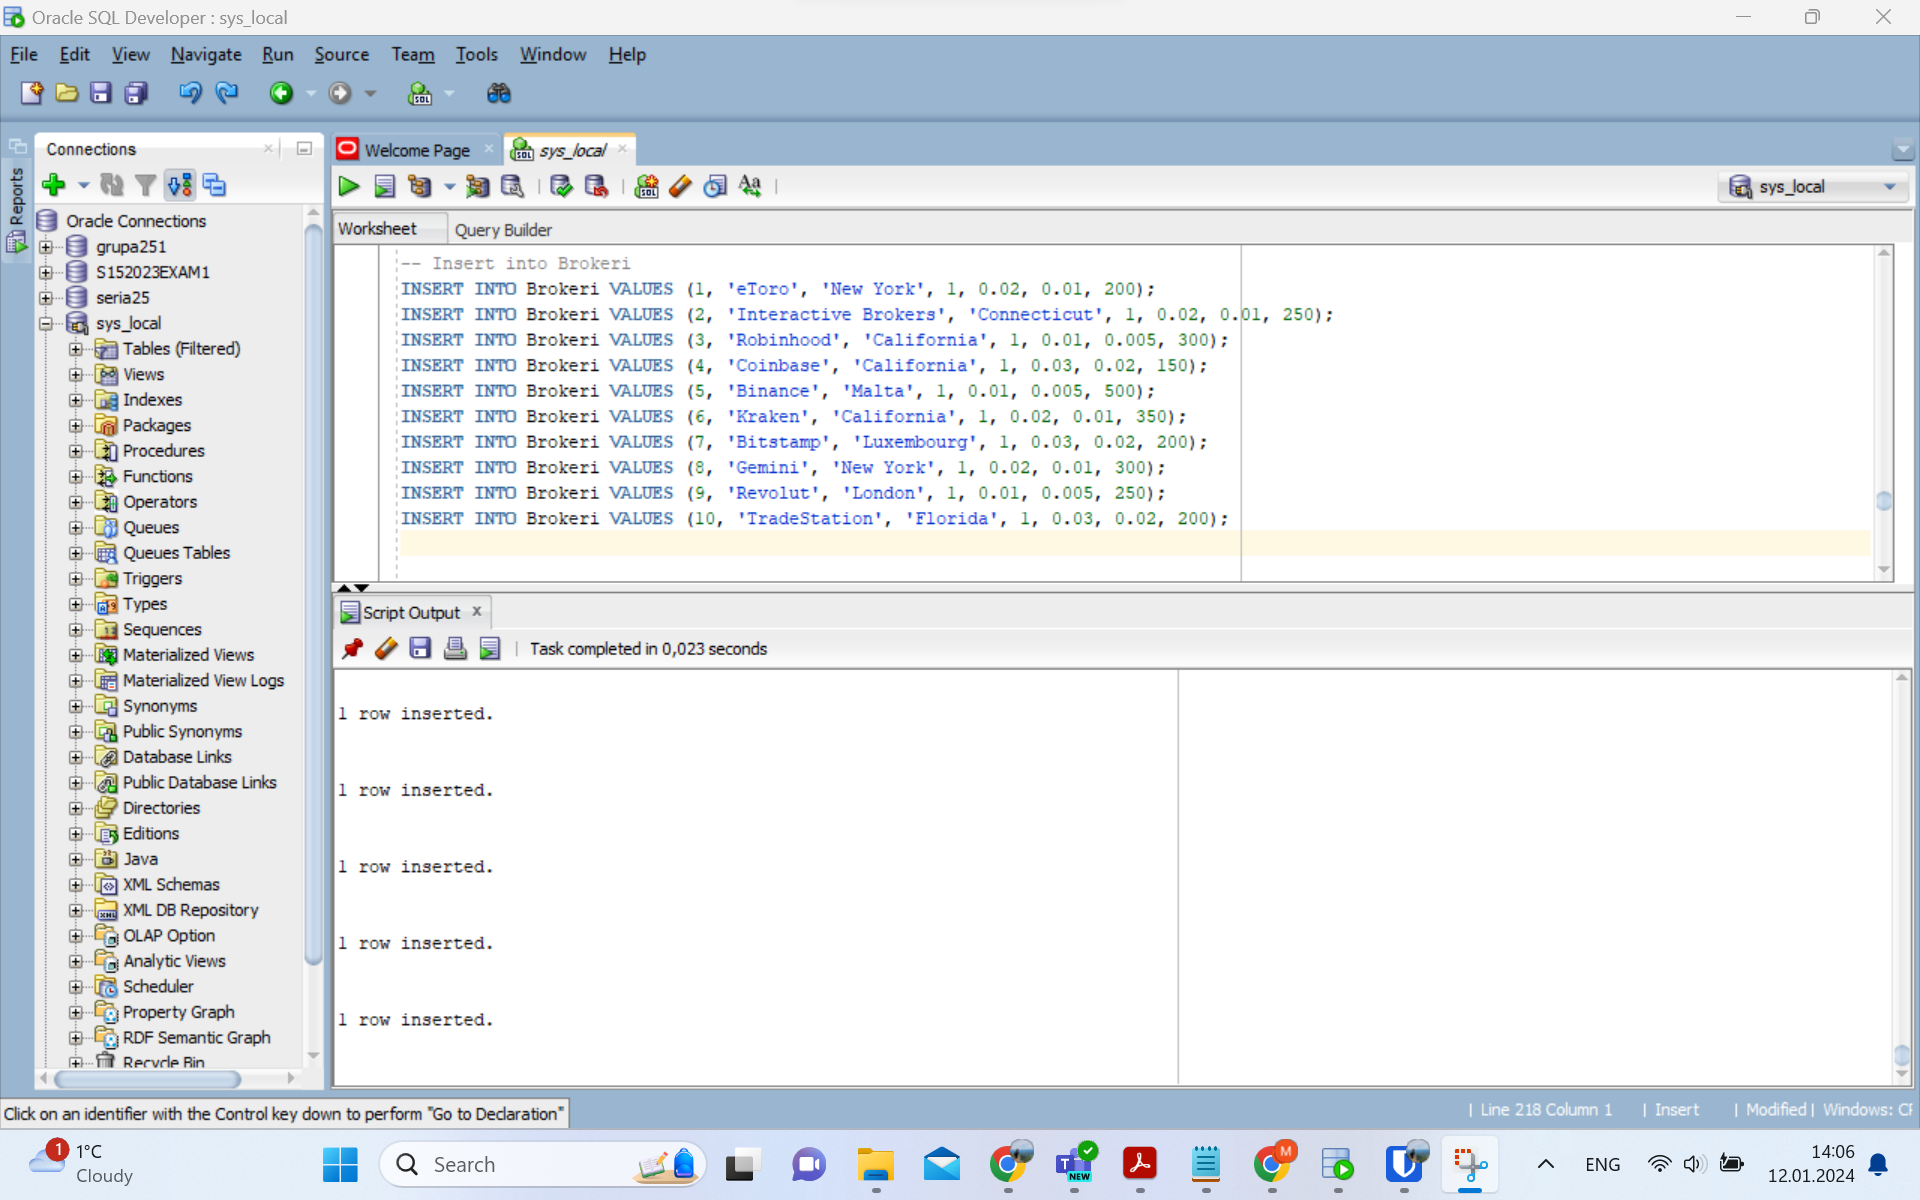 Oracle SQL Developer : sys_local
File Edit View Navigate Run Source Team Tools Window Help
Reports
Connections
Oracle Connections
grupa251
S152023EXAM1
seria25
sys_local
Tables (Filtered)
Views
Indexes
Packages
Procedures
Functions
Operators
Queues
Queues Tables
Triggers
Types
Sequences
Materialized Views
Materialized View Logs
Synonyms
Public Synonyms
Database Links
Public Database Links
Directories
Editions
Java
XML Schemas
XML DB Repository
OLAP Option
Analytic Views
Scheduler
Property Graph
RDF Semantic Graph
Recycle Bin
Welcome Page
sys_local
sys_local
Worksheet Query Builder
-- Insert into Brokeri
INSERT INTO Brokeri VALUES (1, 'eToro', 'New York', 1, 0.02, 0.01, 200);
INSERT INTO Brokeri VALUES (2, 'Interactive Brokers', 'Connecticut', 1, 0.02, 0.01, 250);
INSERT INTO Brokeri VALUES (3, 'Robinhood', 'California', 1, 0.01, 0.005, 300);
INSERT INTO Brokeri VALUES (4, 'Coinbase', 'California', 1, 0.03, 0.02, 150);
INSERT INTO Brokeri VALUES (5, 'Binance', 'Malta', 1, 0.01, 0.005, 500);
INSERT INTO Brokeri VALUES (6, 'Kraken', 'California', 1, 0.02, 0.01, 350);
INSERT INTO Brokeri VALUES (7, 'Bitstamp', 'Luxembourg', 1, 0.03, 0.02, 200);
INSERT INTO Brokeri VALUES (8, 'Gemini', 'New York', 1, 0.02, 0.01, 300);
INSERT INTO Brokeri VALUES (9, 'Revolut', 'London', 1, 0.01, 0.005, 250);
INSERT INTO Brokeri VALUES (10, 'TradeStation', 'Florida', 1, 0.03, 0.02, 200);
Script Output
Task completed in 0,023 seconds
1 row inserted.
1 row inserted.
1 row inserted.
1 row inserted.
1 row inserted.
Click on an identifier with the Control key down to perform "Go to Declaration"
| Line 218 Column 1 | Insert | Modified | Windows:
1
1°C
Cloudy
Search
NEW
M
ENG
14:06
12.01.2024